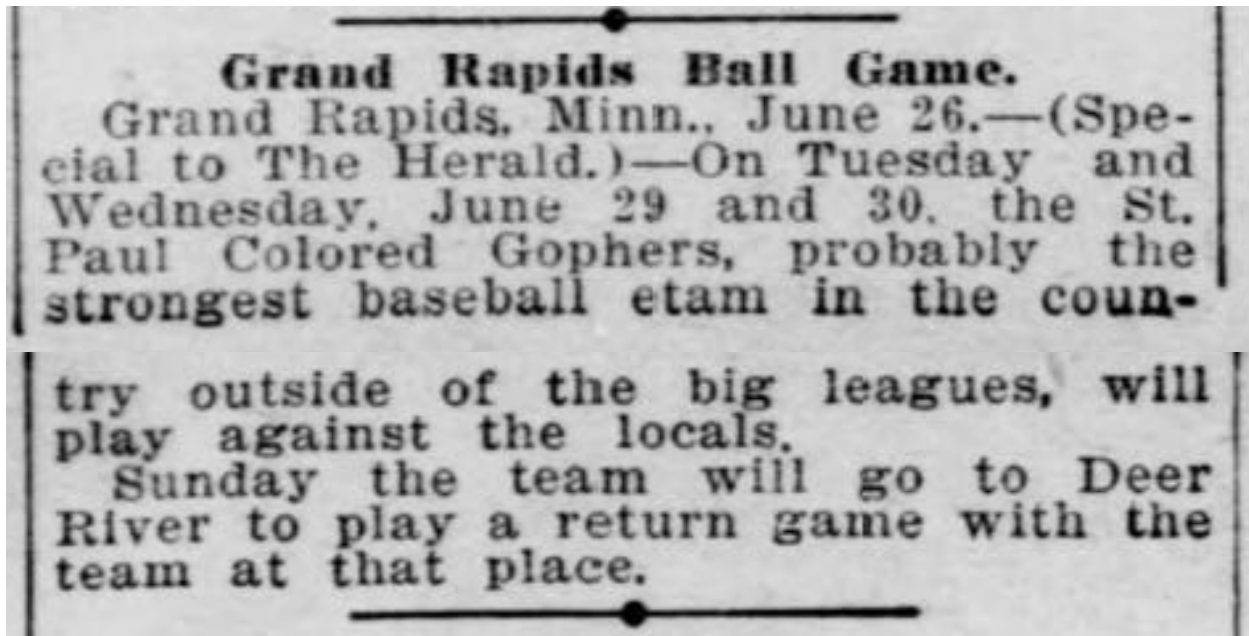 Grand Rapids Ball Game.
Grand Rapids, Minn., June 26.—(Spe-
cial to The Herald.)—On Tuesday and
Wednesday, June 29 and 30, the St.
Paul Colored Gophers, probably the
strongest baseball etam in the coun-
try outside of the big leagues, will
play against the locals.
Sunday the team will go to Deer
River to play a return game with the
team at that place.